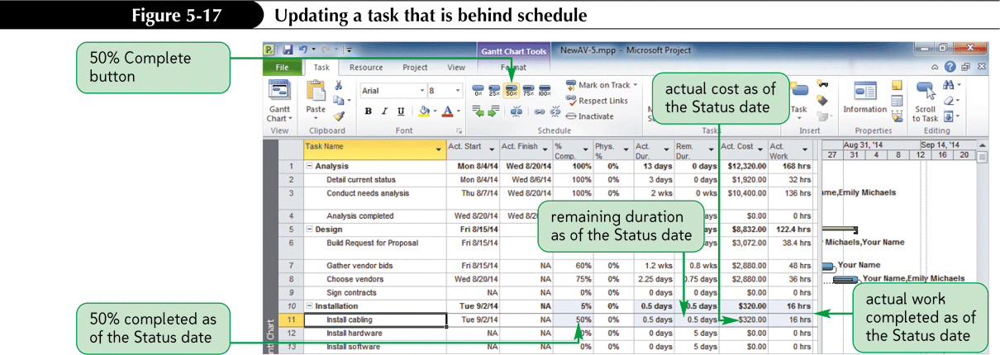 Figure 5-17 Updating a task that is behind schedule
50% Complete
button
NewAV-5.mpp - Microsoft Project
Gantt Chart Tools
File Task Resource Project View Format
Arial 8
0% 25% 50% 75% 100%
Mark on Track
Respect Links
Inactivate
B I U A
Gantt
Chart
Paste
Task
Information
Scroll
to Task
View Clipboard Font Schedule Tasks Insert Properties Editing
actual cost as of
the Status date
Task Name Act. Start Act. Finish % Comp. Phys. % Act. Dur. Rem. Dur. Act. Cost Act. Work
Aug 31, '14 Sep 14, '14
27 31 4 8 12 16 20
1 Analysis Mon 8/4/14 Wed 8/20/14 100% 0% 13 days 0 days $12,320.00 168 hrs
2 Detail current status Mon 8/4/14 Wed 8/6/14 100% 0% 3 days 0 days $1,920.00 32 hrs
3 Conduct needs analysis Thu 8/7/14 Wed 8/20/14 100% 0% 2 wks 0 wks $10,400.00 136 hrs
me,Emily Michaels
4 Analysis completed Wed 8/20/14 Wed 8/20 days $0.00 0 hrs
remaining duration
as of the Status date
5 Design Fri 8/15/14 $8,832.00 122.4 hrs
6 Build Request for Proposal Fri 8/15/14 days $3,072.00 38.4 hrs
Michaels,Your Name
7 Gather vendor bids Fri 8/15/14 NA 60% 0% 1.2 wks 0.8 wks $2,880.00 48 hrs
Your Name
8 Choose vendors Wed 8/20/14 NA 75% 0% 2.25 days 0.75 days $2,880.00 36 hrs
Your Name,Emily Michaels
9 Sign contracts NA NA 0% 0% 0 days 0 days $0.00 0 hrs
10 Installation Tue 9/2/14 NA 5% 0% 0.5 days 0.5 days $320.00 16 hrs
11 Install cabling Tue 9/2/14 NA 50% 0% 0.5 days 0.5 days $320.00 16 hrs
12 Install hardware NA NA 0% 0% 0 days 5 days $0.00 0 hrs
13 Install software NA NA 0% 0% 0 days 5 days $0.00 0 hrs
50% completed as
of the Status date
actual work
completed as of
the Status date